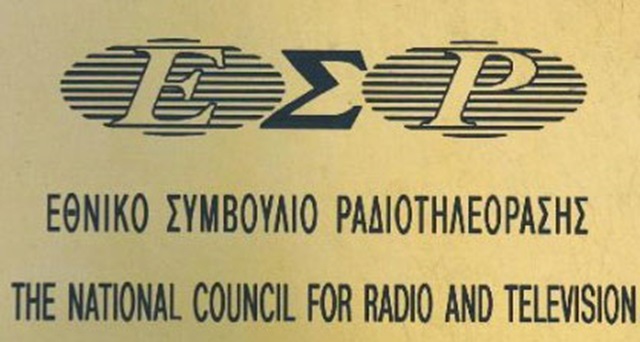 ΕΣΡ
ΕΘΝΙΚΟ ΣΥΜΒΟΥΛΙΟ ΡΑΔΙΟΤΗΛΕΟΡΑΣΗΣ
THE NATIONAL COUNCIL FOR RADIO AND TELEVISION